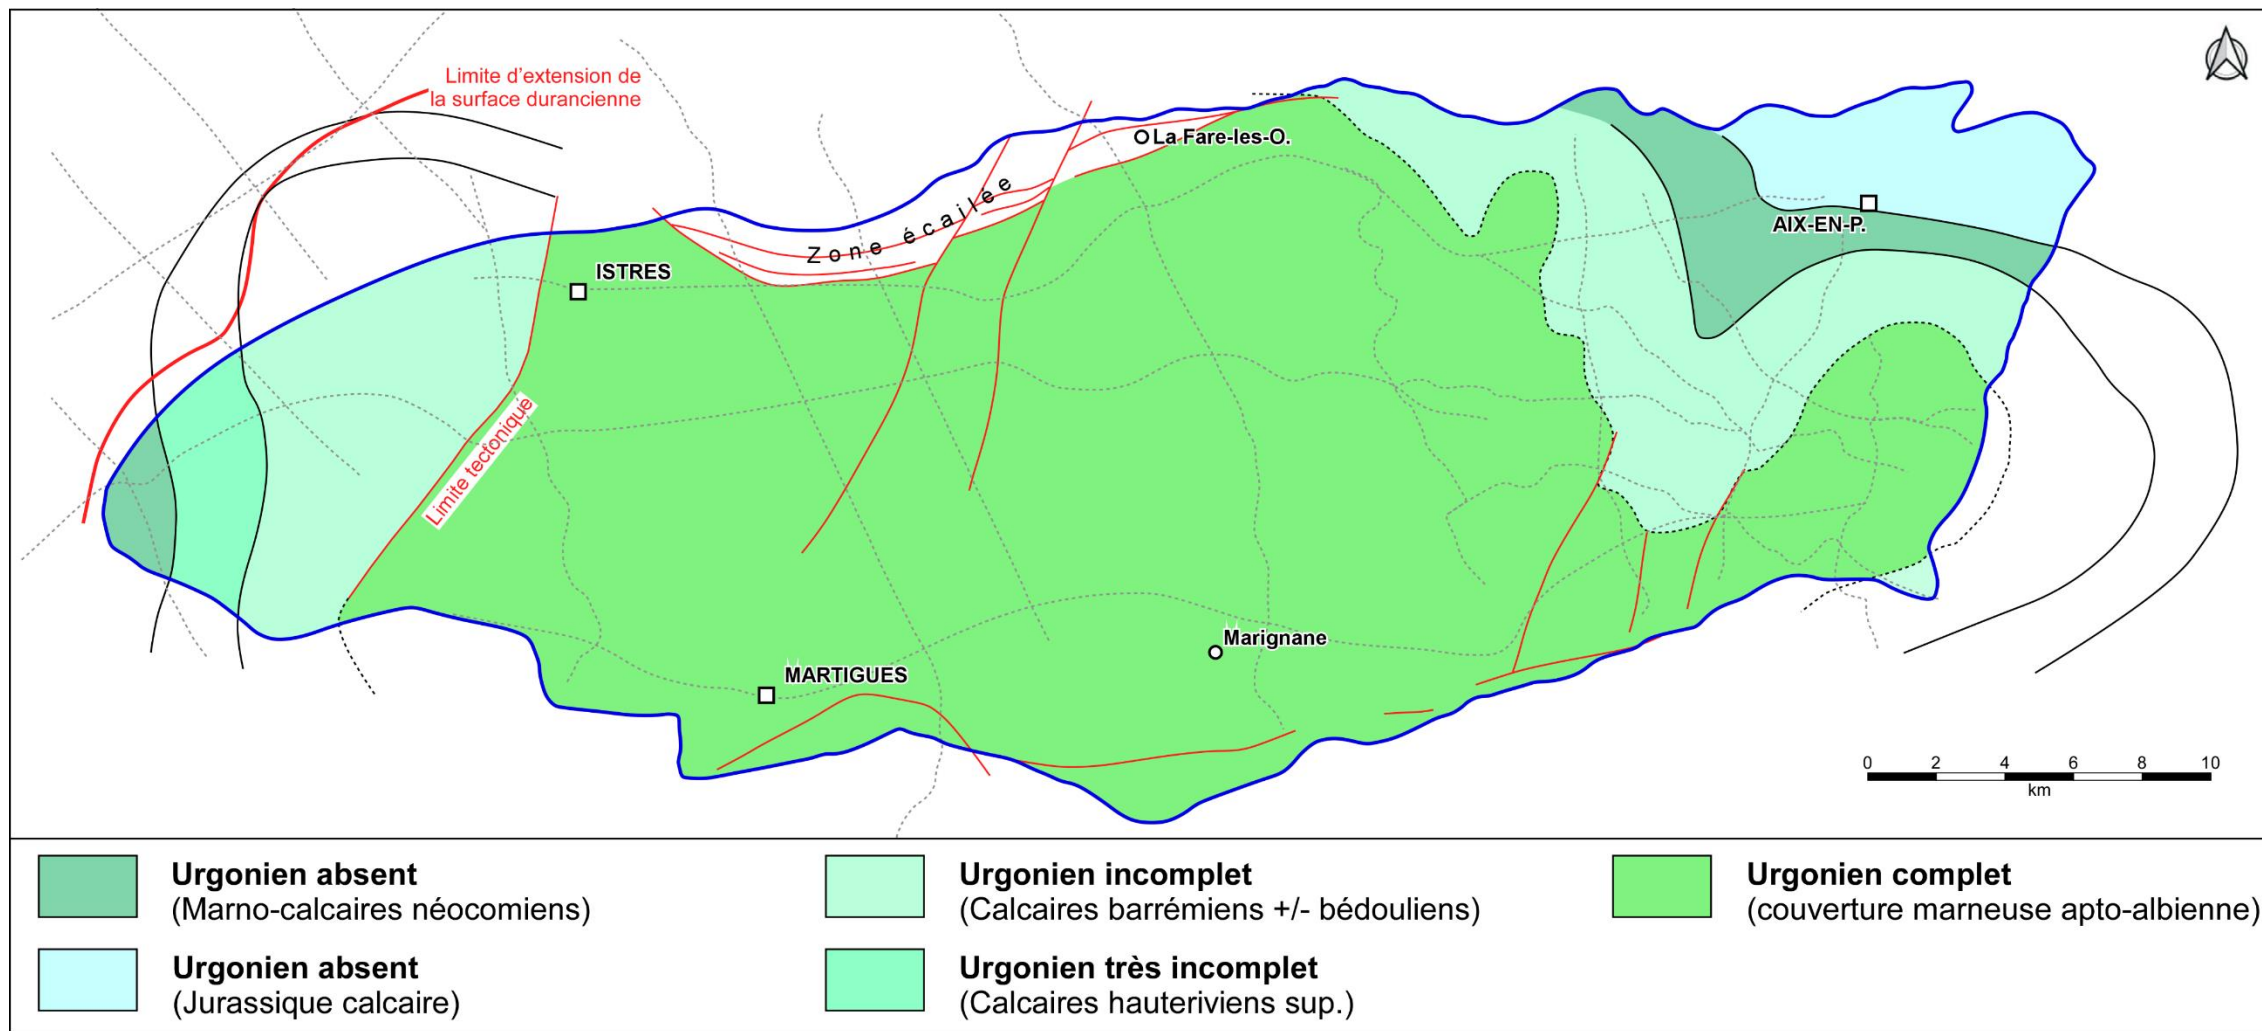 Limite d'extension de
la surface durancienne
La Fare-les-O.
Zone écailée
AIX-EN-P.
ISTRES
Limite tectonique
Marignane
MARTIGUES
0 2 4 6 8 10
km
Urgonien absent
(Marno-calcaires néocomiens)
Urgonien incomplet
(Calcaires barrémiens +/- bédouliens)
Urgonien complet
(couverture marneuse apto-albienne)
Urgonien absent
(Jurassique calcaire)
Urgonien très incomplet
(Calcaires hauteriviens sup.)